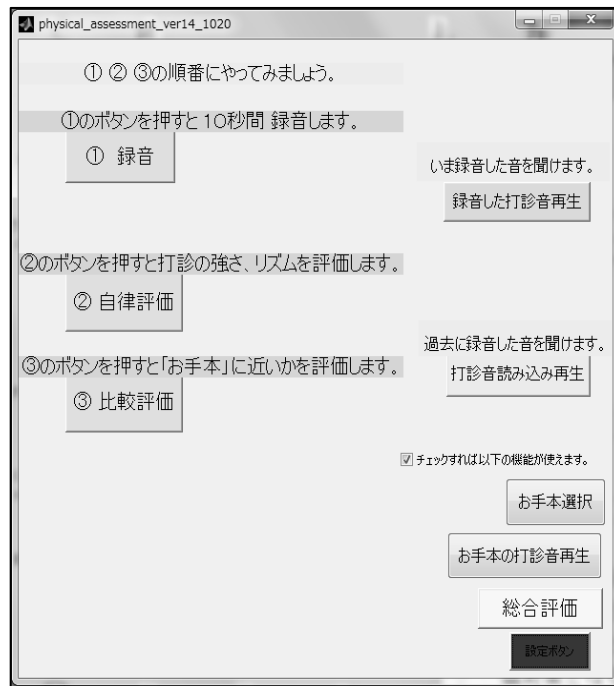 physical_assessment_ver14_1020
① ② ③の順番にやってみましょう。
①のボタンを押すと10秒間 録音します。
① 録音
いま録音した音を聞けます。
録音した打診音再生
②のボタンを押すと打診の強さ、リズムを評価します。
② 自律評価
過去に録音した音を聞けます。
打診音読み込み再生
③のボタンを押すと「お手本」に近いかを評価します。
③ 比較評価
チェックすれば以下の機能が使えます。
お手本選択
お手本の打診音再生
総合評価
設定ボタン